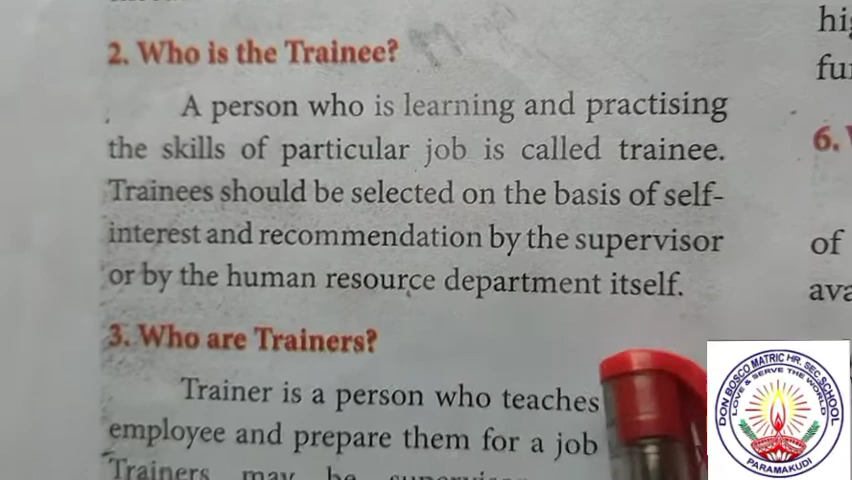 2. Who is the Trainee?
A person who is learning and practising
the skills of particular job is called trainee.
Trainees should be selected on the basis of self-
interest and recommendation by the supervisor
or by the human resource department itself.
3. Who are Trainers?
Trainer is a person who teaches
employee and prepare them for a job
Trainers may be
6.
of
DON BOSCO MATRIC HR. SEC SCHOOL
LOVE & SERVE THE WORLD
PARAMAKUDI